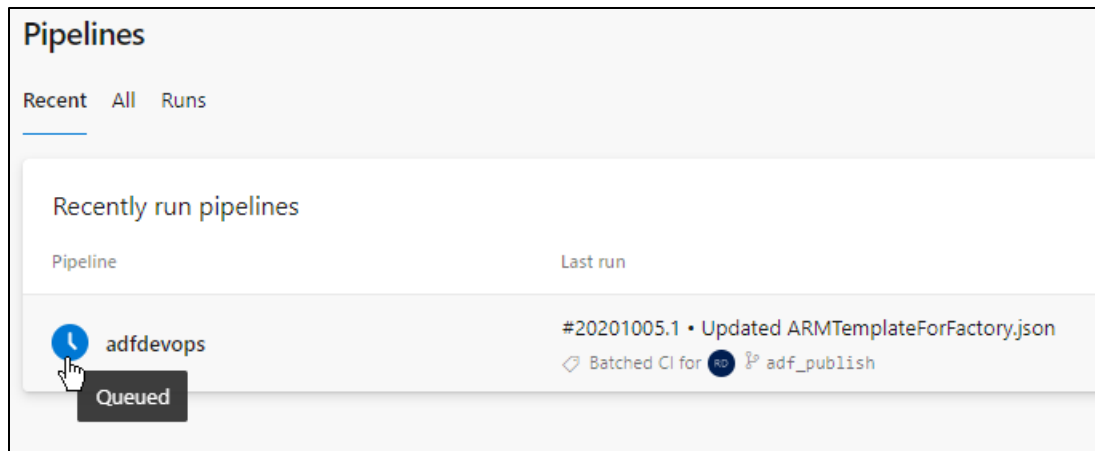 Pipelines
Recent All Runs
Recently run pipelines
Pipeline Last run
adfdevops #20201005.1 • Updated ARMTemplateForFactory.json
Batched CI for RD adf_publish
Queued